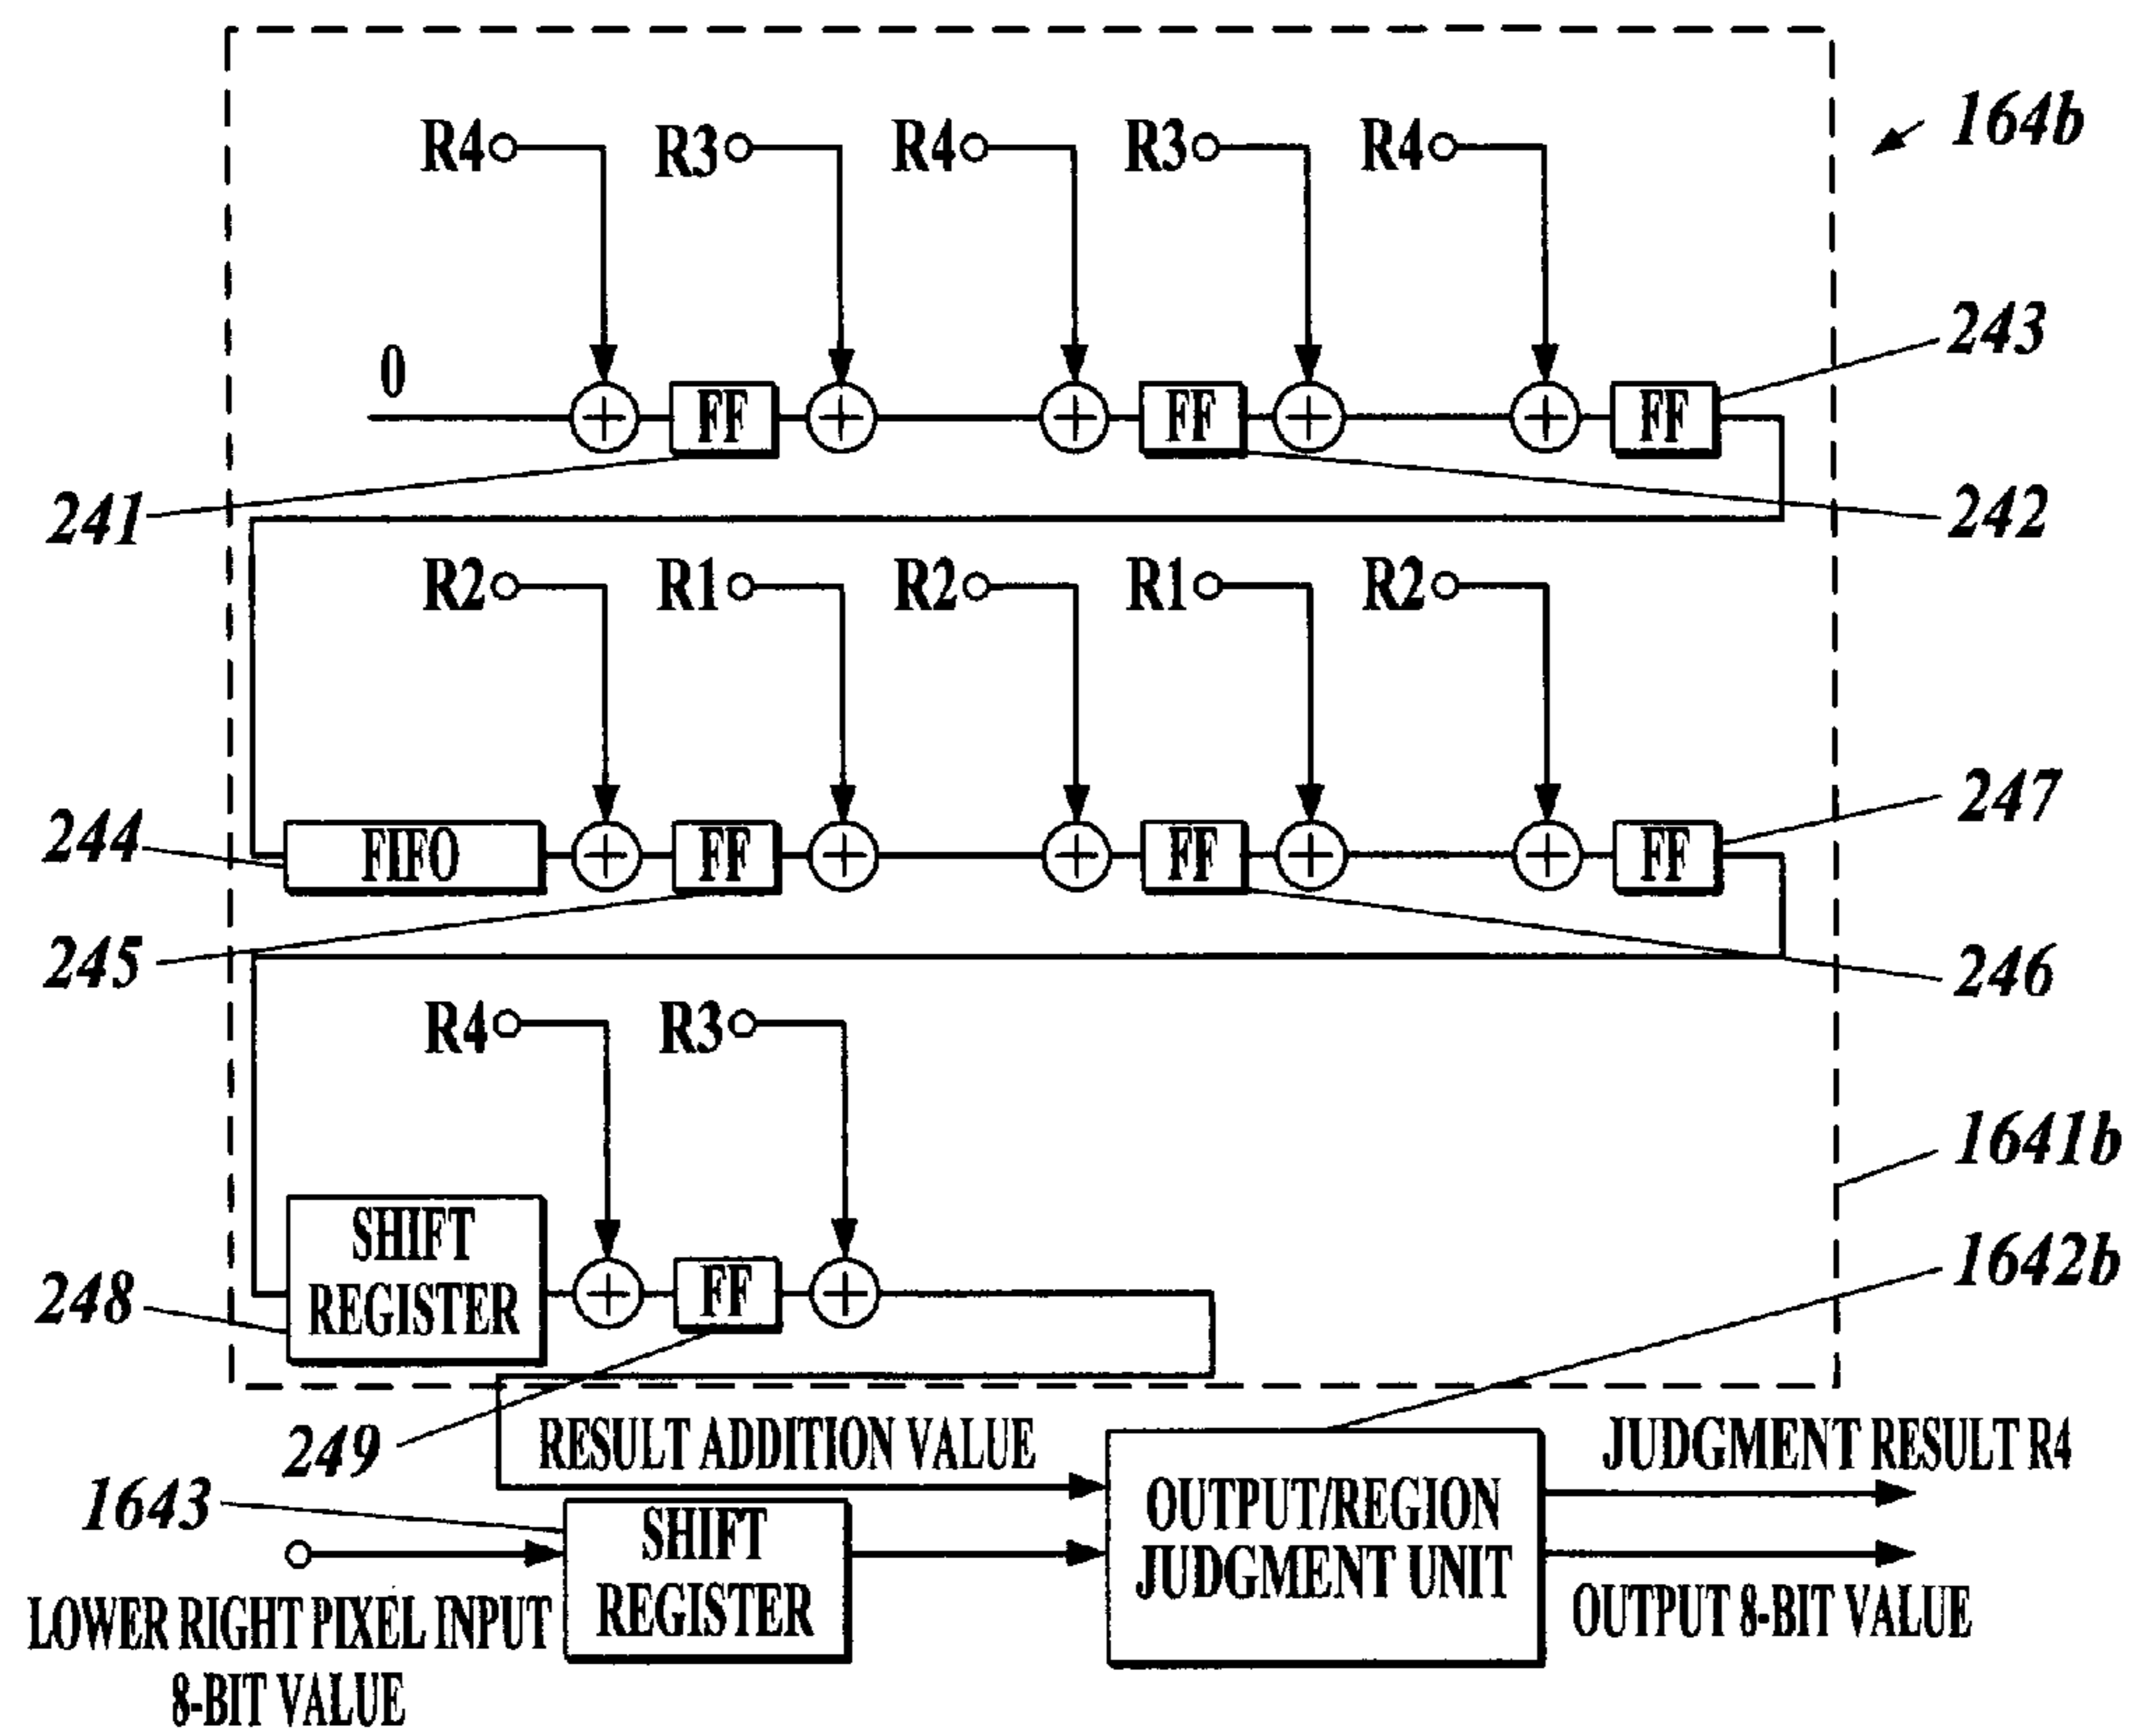 164b
R4 R3 R4 R3 R4
243
0
FF FF FF
241
242
R2 R1 R2 R1 R2
247
244
FIFO FF FF FF
245
246
R4 R3
1641b
1642b
248
SHIFT
REGISTER
FF
249
RESULT ADDITION VALUE
JUDGMENT RESULT R4
1643
SHIFT
REGISTER
OUTPUT/REGION
JUDGMENT UNIT
LOWER RIGHT PIXEL INPUT
8-BIT VALUE
OUTPUT 8-BIT VALUE